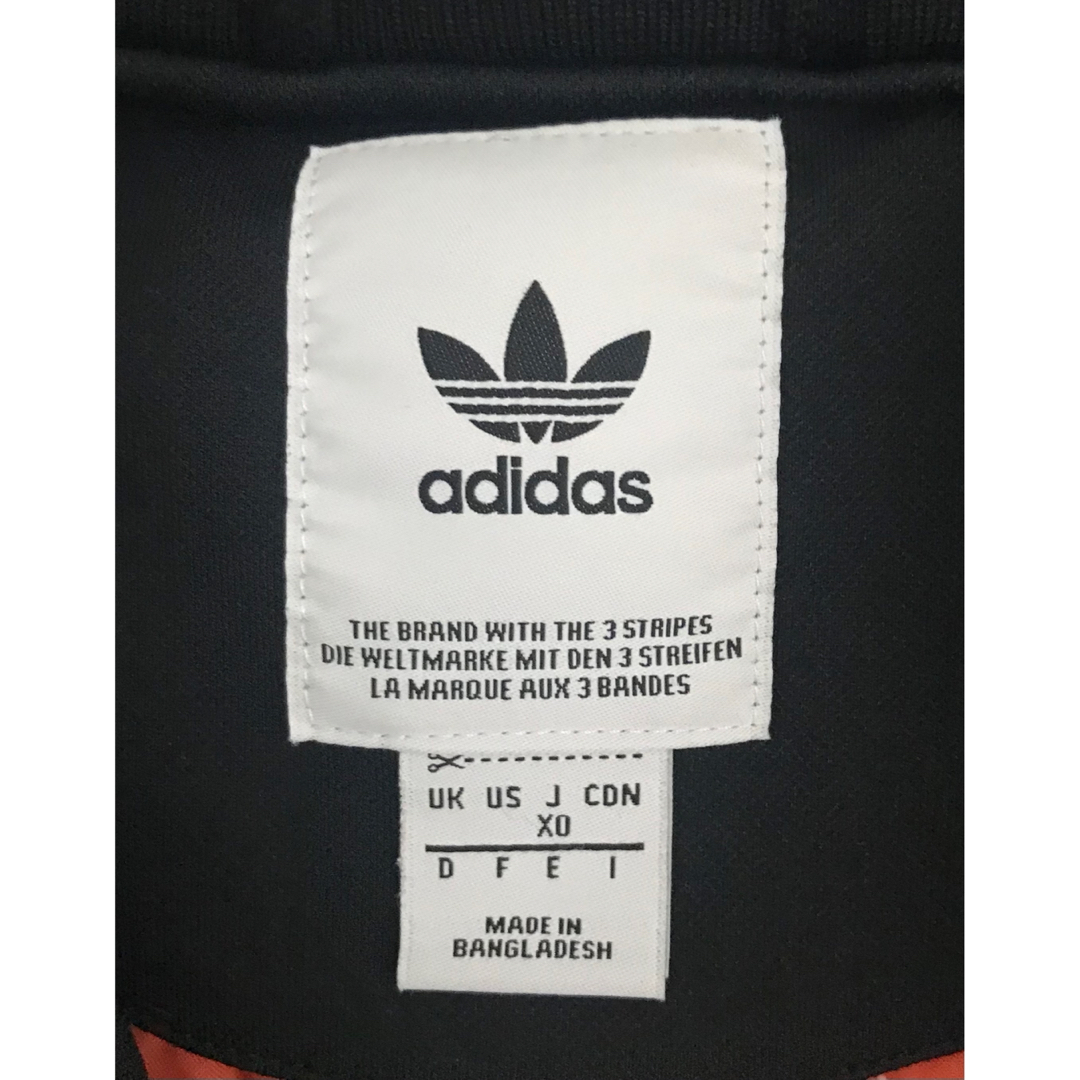 adidas
THE BRAND WITH THE 3 STRIPES
DIE WELTMARKE MIT DEN 3 STREIFEN
LA MARQUE AUX 3 BANDES
UK US J CDN
XO
D F E I
MADE IN
BANGLADESH